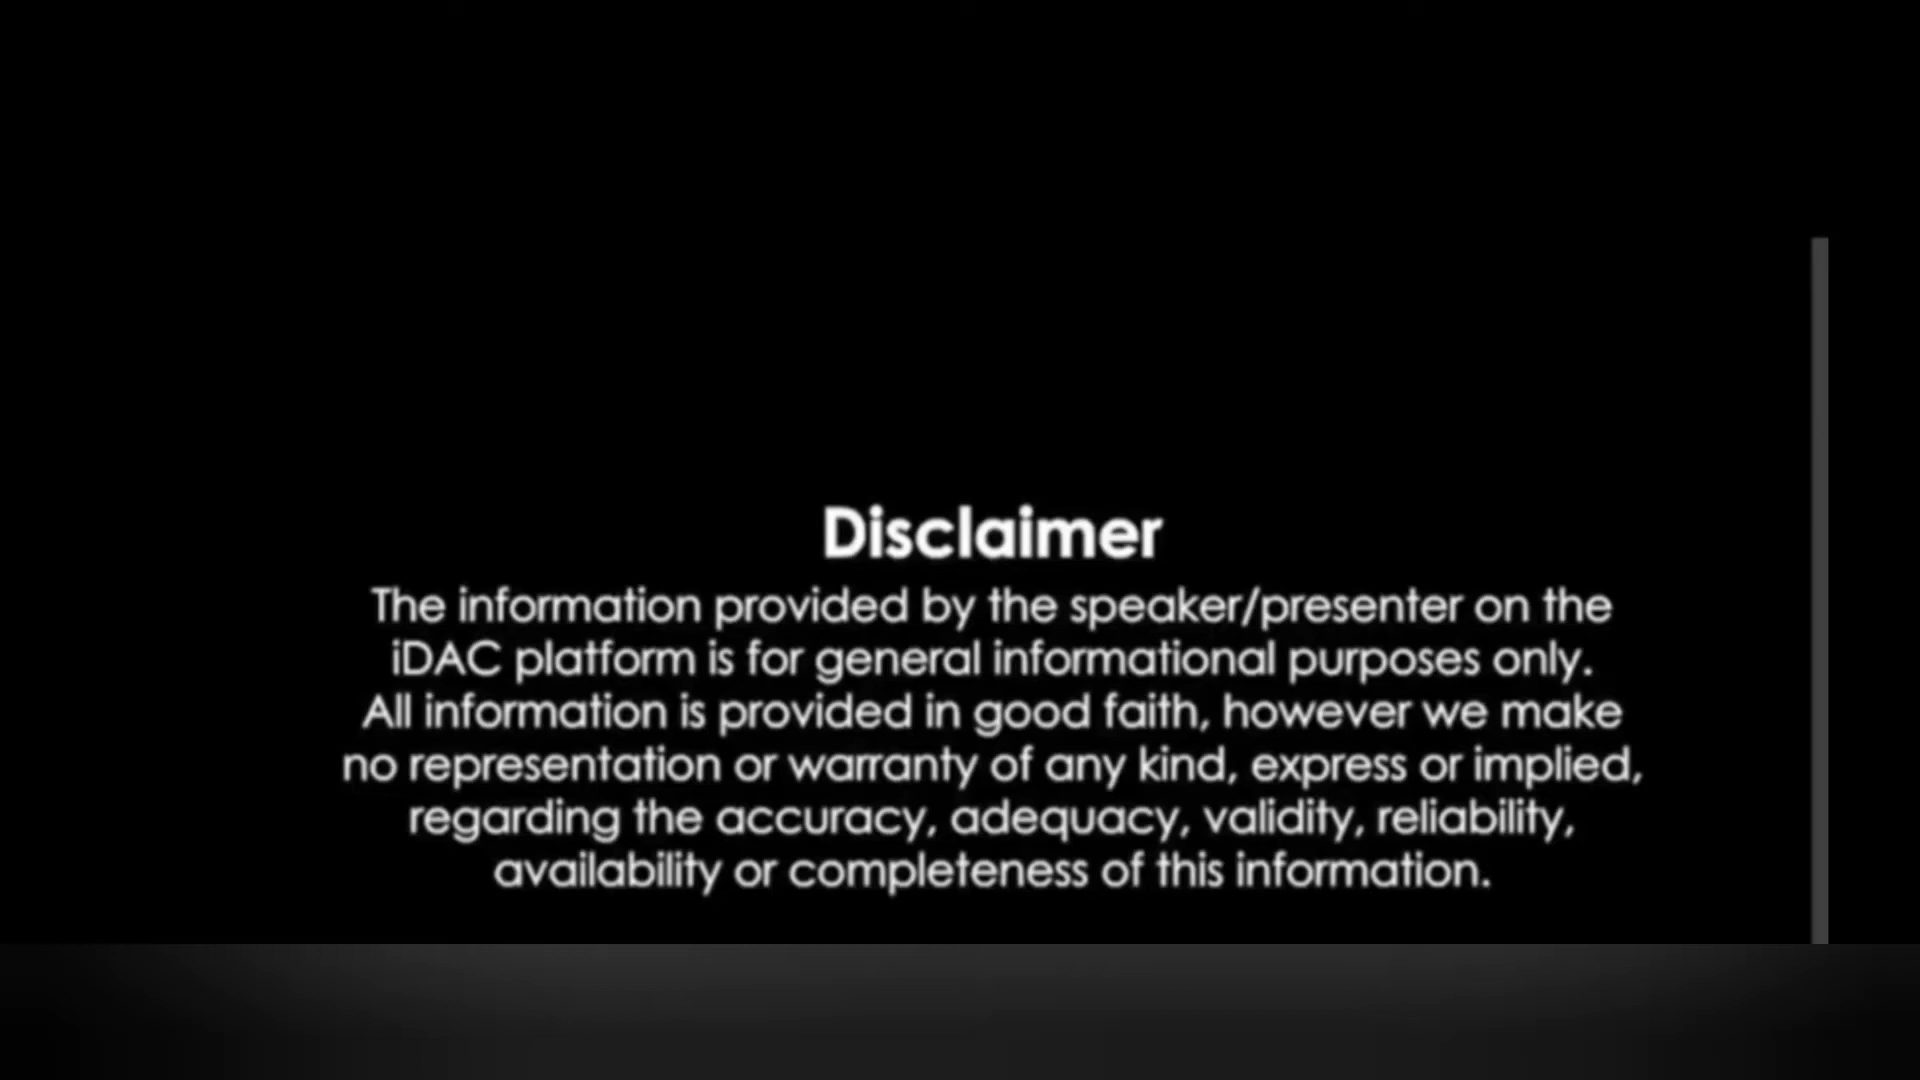 Disclaimer
The information provided by the speaker/presenter on the
iDAC platform is for general informational purposes only.
All information is provided in good faith, however we make
no representation or warranty of any kind, express or implied,
regarding the accuracy, adequacy, validity, reliability,
availability or completeness of this information.